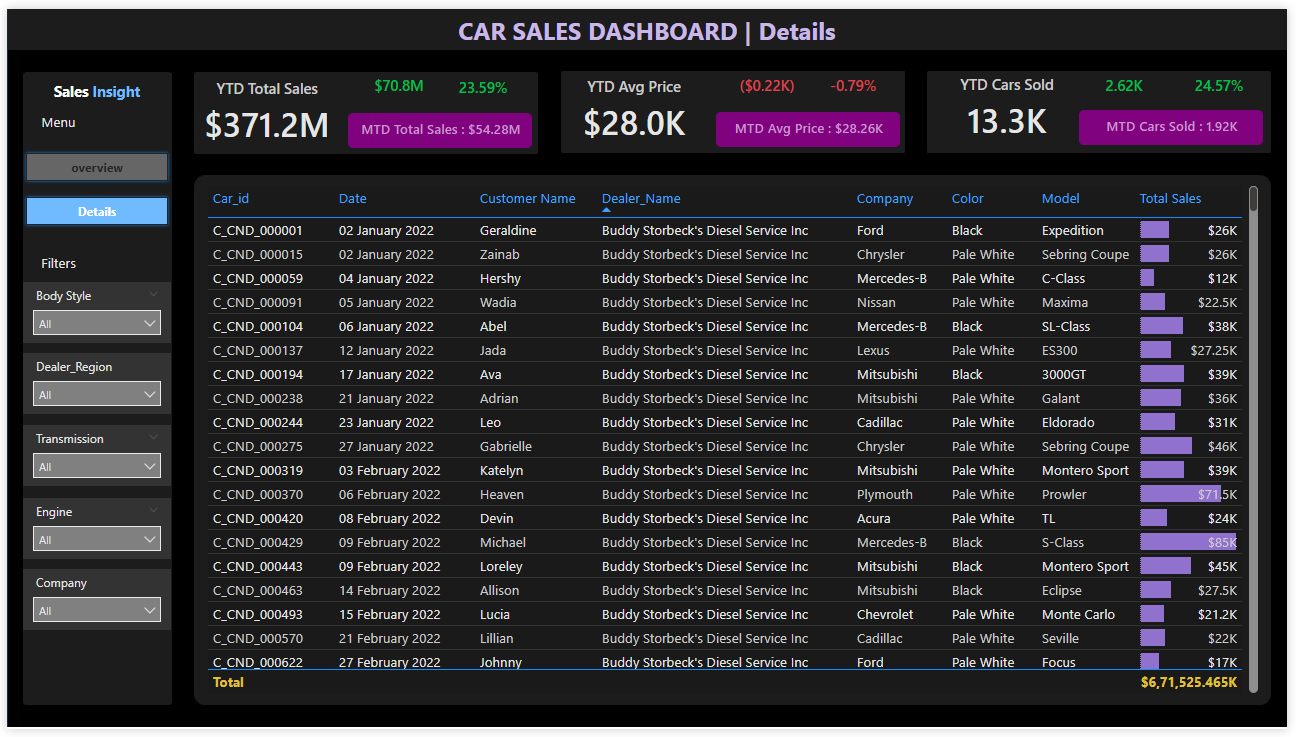 CAR SALES DASHBOARD | Details
Sales Insight
Menu
overview
Details
Filters
Body Style
All
Dealer_Region
All
Transmission
All
Engine
All
Company
All
YTD Total Sales $70.8M 23.59%
$371.2M MTD Total Sales : $54.28M
YTD Avg Price ($0.22K) -0.79%
$28.0K MTD Avg Price : $28.26K
YTD Cars Sold 2.62K 24.57%
13.3K MTD Cars Sold : 1.92K
Car_id Date Customer Name Dealer_Name Company Color Model Total Sales
C_CND_000001 02 January 2022 Geraldine Buddy Storbeck's Diesel Service Inc Ford Black Expedition $26K
C_CND_000015 02 January 2022 Zainab Buddy Storbeck's Diesel Service Inc Chrysler Pale White Sebring Coupe $26K
C_CND_000059 04 January 2022 Hershy Buddy Storbeck's Diesel Service Inc Mercedes-B Pale White C-Class $12K
C_CND_000091 05 January 2022 Wadia Buddy Storbeck's Diesel Service Inc Nissan Pale White Maxima $22.5K
C_CND_000104 06 January 2022 Abel Buddy Storbeck's Diesel Service Inc Mercedes-B Black SL-Class $38K
C_CND_000137 12 January 2022 Jada Buddy Storbeck's Diesel Service Inc Lexus Pale White ES300 $27.25K
C_CND_000194 17 January 2022 Ava Buddy Storbeck's Diesel Service Inc Mitsubishi Black 3000GT $39K
C_CND_000238 21 January 2022 Adrian Buddy Storbeck's Diesel Service Inc Mitsubishi Pale White Galant $36K
C_CND_000244 23 January 2022 Leo Buddy Storbeck's Diesel Service Inc Cadillac Pale White Eldorado $31K
C_CND_000275 27 January 2022 Gabrielle Buddy Storbeck's Diesel Service Inc Chrysler Pale White Sebring Coupe $46K
C_CND_000319 03 February 2022 Katelyn Buddy Storbeck's Diesel Service Inc Mitsubishi Pale White Montero Sport $39K
C_CND_000370 06 February 2022 Heaven Buddy Storbeck's Diesel Service Inc Plymouth Pale White Prowler $71.5K
C_CND_000420 08 February 2022 Devin Buddy Storbeck's Diesel Service Inc Acura Pale White TL $24K
C_CND_000429 09 February 2022 Michael Buddy Storbeck's Diesel Service Inc Mercedes-B Black S-Class $85K
C_CND_000443 09 February 2022 Loreley Buddy Storbeck's Diesel Service Inc Mitsubishi Black Montero Sport $45K
C_CND_000463 14 February 2022 Allison Buddy Storbeck's Diesel Service Inc Mitsubishi Black Eclipse $27.5K
C_CND_000493 15 February 2022 Lucia Buddy Storbeck's Diesel Service Inc Chevrolet Pale White Monte Carlo $21.2K
C_CND_000570 21 February 2022 Lillian Buddy Storbeck's Diesel Service Inc Cadillac Pale White Seville $22K
C_CND_000622 27 February 2022 Johnny Buddy Storbeck's Diesel Service Inc Ford Pale White Focus $17K
Total $6,71,525.465K